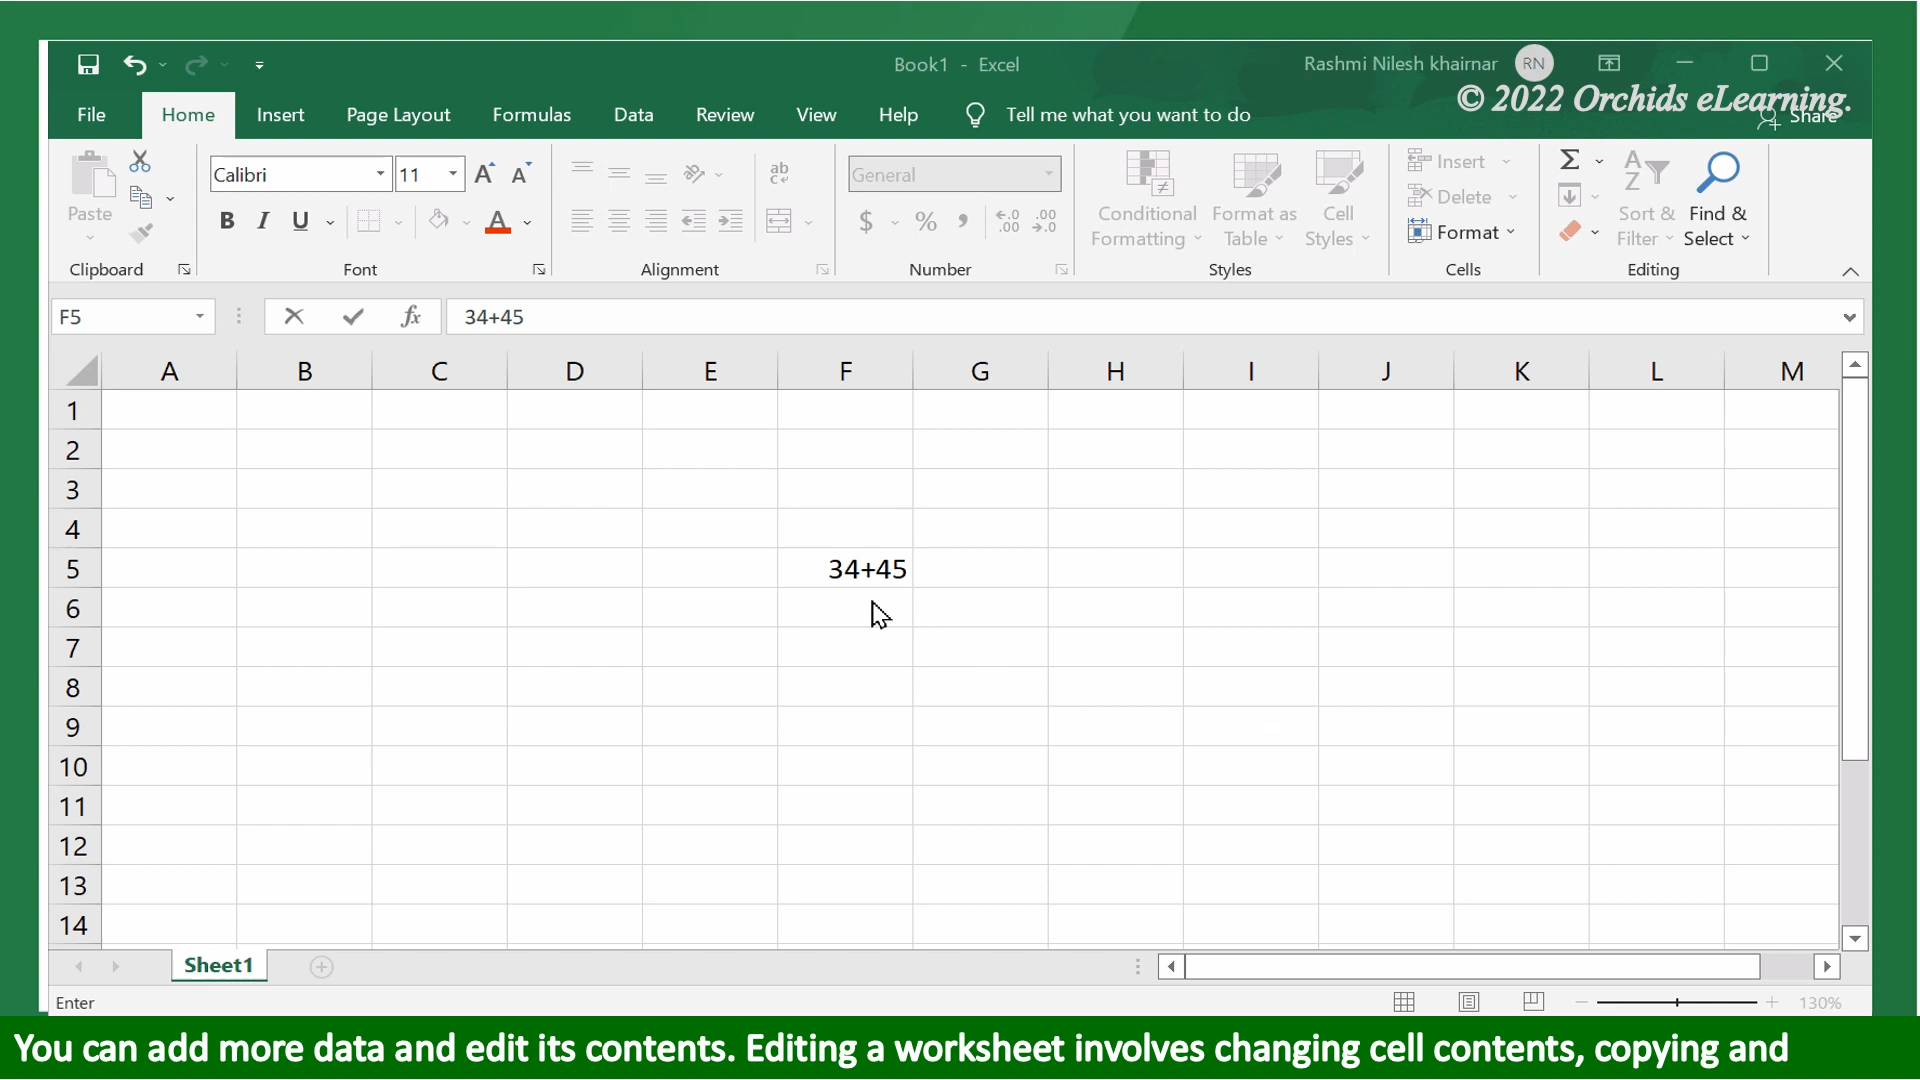 Book1 - Excel
Rashmi Nilesh khairnar RN
© 2022 Orchids eLearning.
File Home Insert Page Layout Formulas Data Review View Help Tell me what you want to do Share
Calibri 11 A A ab General Σ A Insert
Paste Conditional Format as Cell Delete Z Sort & Find &
B I U A $ % , Formatting Table Styles Format Filter Select
Clipboard Font Alignment Number Styles Cells Editing
F5 fx 34+45
A B C D E F G H I J K L M
1
2
3
4
5 34+45
6
7
8
9
10
11
12
13
14
Sheet1
Enter 130%
You can add more data and edit its contents. Editing a worksheet involves changing cell contents, copying and